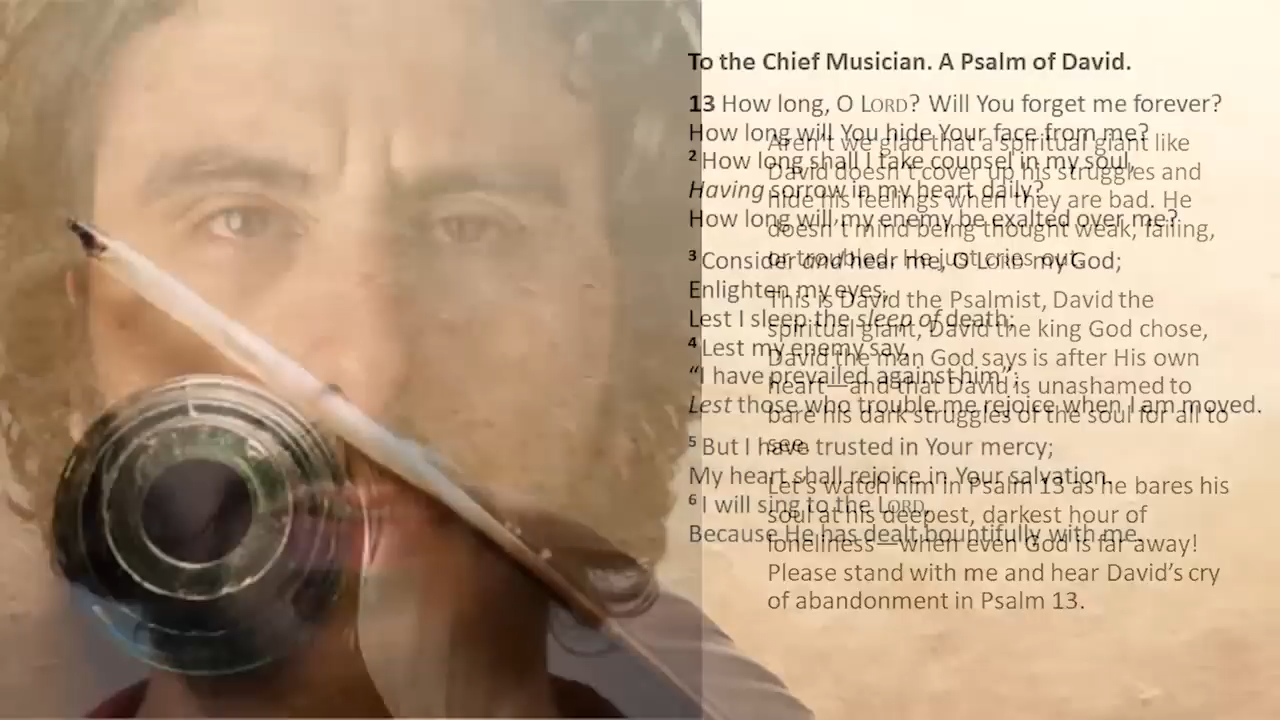 To the Chief Musician. A Psalm of David.
13 How long, O LORD? Will You forget me forever?
How long will You hide Your face from me?
2 How long shall I take counsel in my soul,
Having sorrow in my heart daily?
How long will my enemy be exalted over me?
3 Consider and hear me, O LORD my God;
Enlighten my eyes,
Lest I sleep the sleep of death;
4 Lest my enemy say,
“I have prevailed against him”;
Lest those who trouble me rejoice when I am moved.
5 But I have trusted in Your mercy;
My heart shall rejoice in Your salvation.
6 I will sing to the LORD,
Because He has dealt bountifully with me.
Aren’t we glad that a spiritual giant like
David doesn’t cover up his struggles and
hide his feelings when they are bad. He
doesn’t mind being thought weak, failing,
or troubled. He just cries out.
This is David the Psalmist, David the
spiritual giant, David the king God chose,
David the man God says is after His own
heart—and that David is unashamed to
bare his dark struggles of the soul for all to
see.
Let’s watch him in Psalm 13 as he bares his
soul at his deepest, darkest hour of
loneliness—when even God is far away!
Please stand with me and hear David’s cry
of abandonment in Psalm 13.